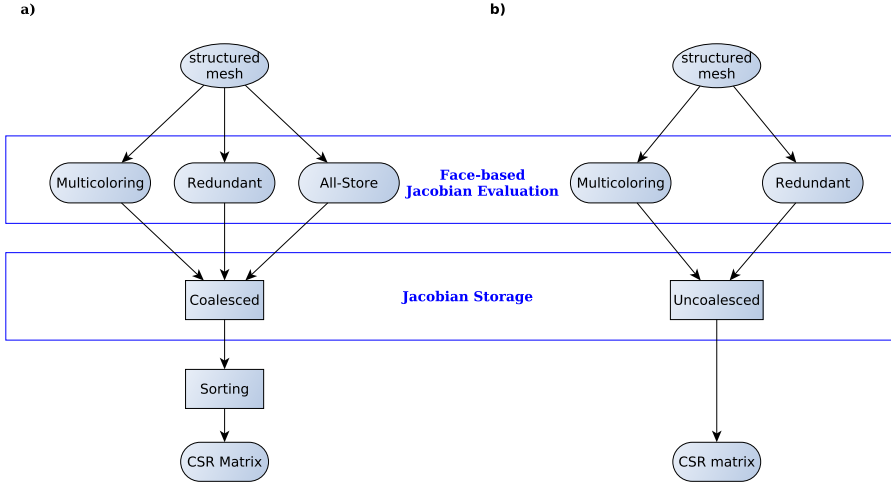 a)
b)
structured
mesh
structured
mesh
Multicoloring
Redundant
All-Store
Face-based
Jacobian Evaluation
Multicoloring
Redundant
Coalesced
Jacobian Storage
Uncoalesced
Sorting
CSR Matrix
CSR matrix